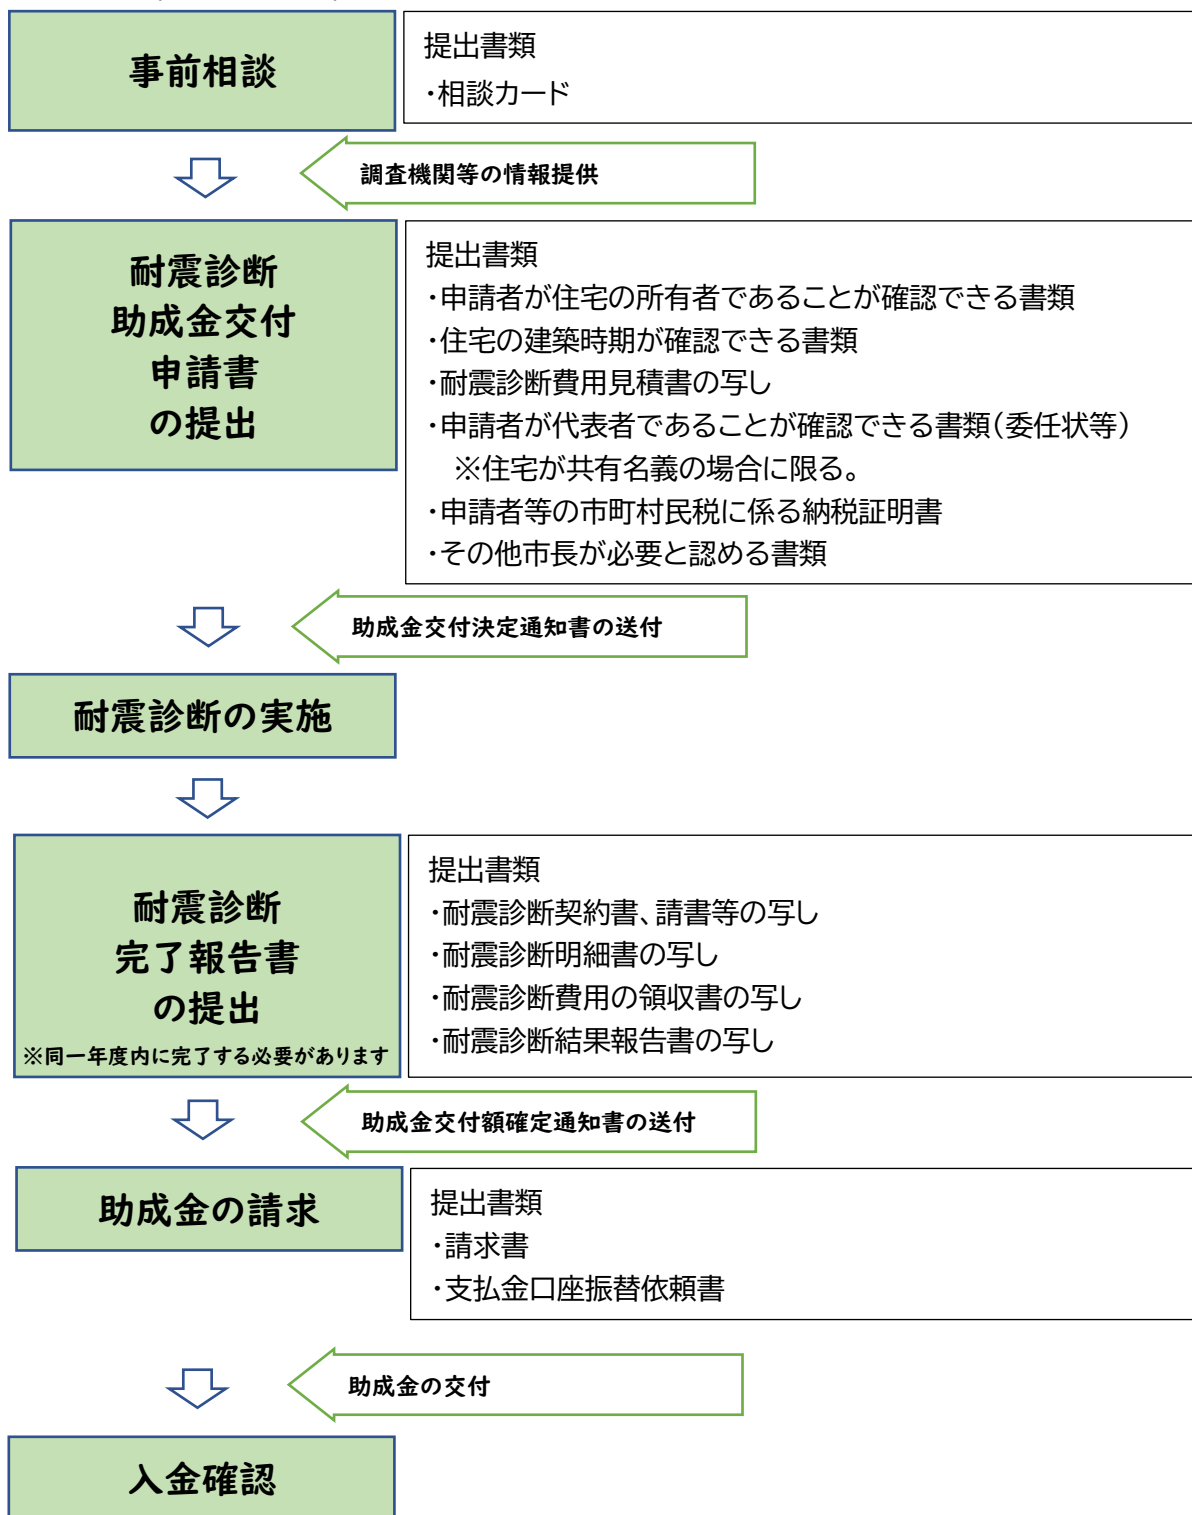 事前相談
提出書類
・相談カード
調査機関等の情報提供
耐震診断
助成金交付
申請書
の提出
提出書類
・申請者が住宅の所有者であることが確認できる書類
・住宅の建築時期が確認できる書類
・耐震診断費用見積書の写し
・申請者が代表者であることが確認できる書類(委任状等)
※住宅が共有名義の場合に限る。
・申請者等の市町村民税に係る納税証明書
・その他市長が必要と認める書類
助成金交付決定通知書の送付
耐震診断の実施
耐震診断
完了報告書
の提出
※同一年度内に完了する必要があります
提出書類
・耐震診断契約書、請書等の写し
・耐震診断明細書の写し
・耐震診断費用の領収書の写し
・耐震診断結果報告書の写し
助成金交付額確定通知書の送付
助成金の請求
提出書類
・請求書
・支払金口座振替依頼書
助成金の交付
入金確認